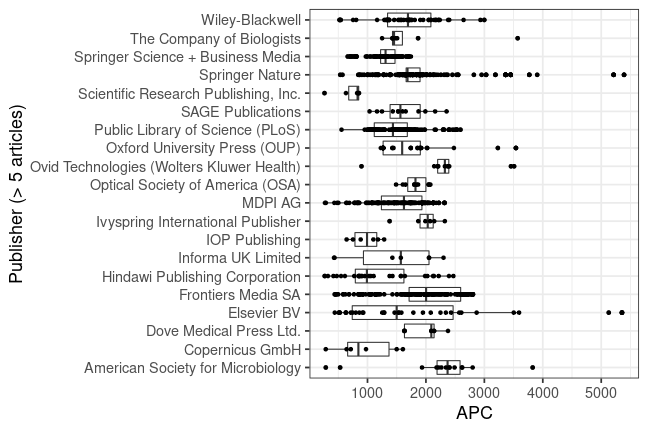 Publisher (> 5 articles)
Wiley-Blackwell
The Company of Biologists
Springer Science + Business Media
Springer Nature
Scientific Research Publishing, Inc.
SAGE Publications
Public Library of Science (PLoS)
Oxford University Press (OUP)
Ovid Technologies (Wolters Kluwer Health)
Optical Society of America (OSA)
MDPI AG
Ivyspring International Publisher
IOP Publishing
Informa UK Limited
Hindawi Publishing Corporation
Frontiers Media SA
Elsevier BV
Dove Medical Press Ltd.
Copernicus GmbH
American Society for Microbiology
1000 2000 3000 4000 5000
APC